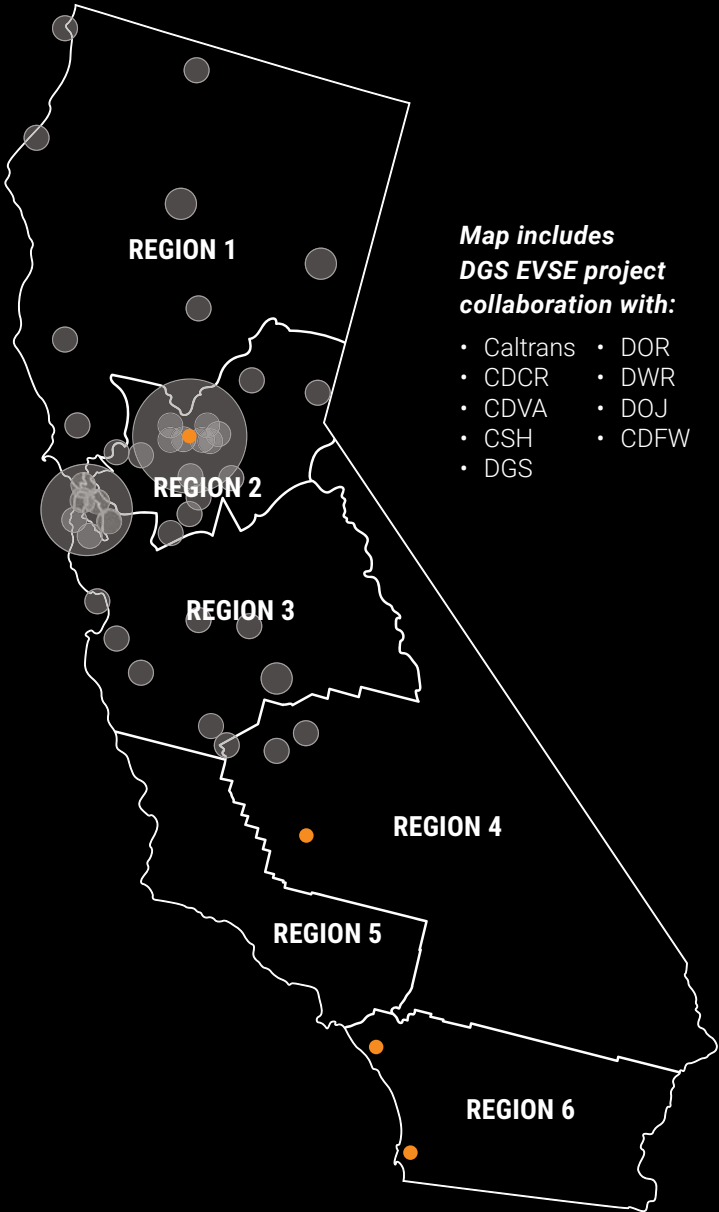 REGION 1
Map includes
DGS EVSE project
collaboration with:
• Caltrans
• CDCR
• CDVA
• CSH
• DGS
• DOR
• DWR
• DOJ
• CDFW
REGION 2
REGION 3
REGION 4
REGION 5
REGION 6